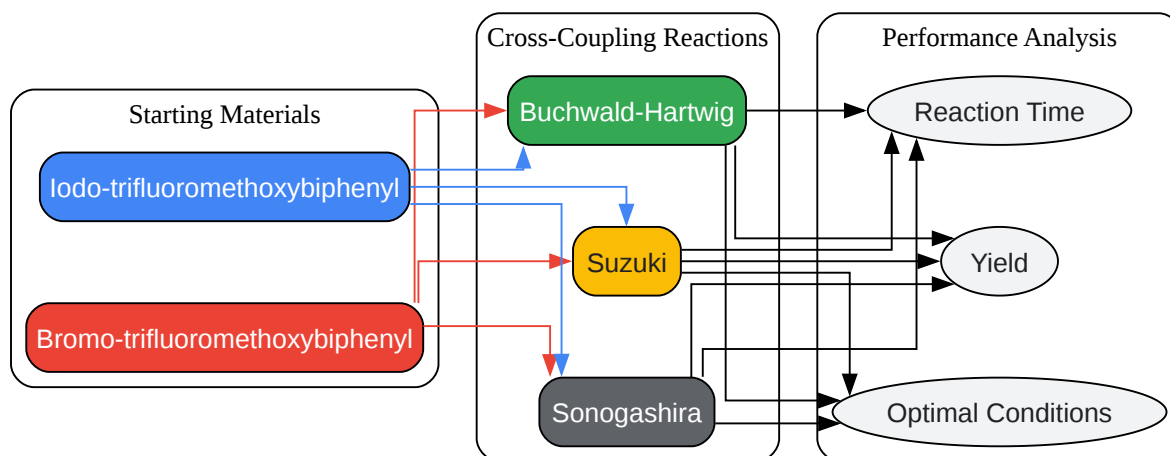 Starting Materials
Iodo-trifluoromethoxybiphenyl
Bromo-trifluoromethoxybiphenyl
Cross-Coupling Reactions
Buchwald-Hartwig
Suzuki
Sonogashira
Performance Analysis
Reaction Time
Yield
Optimal Conditions